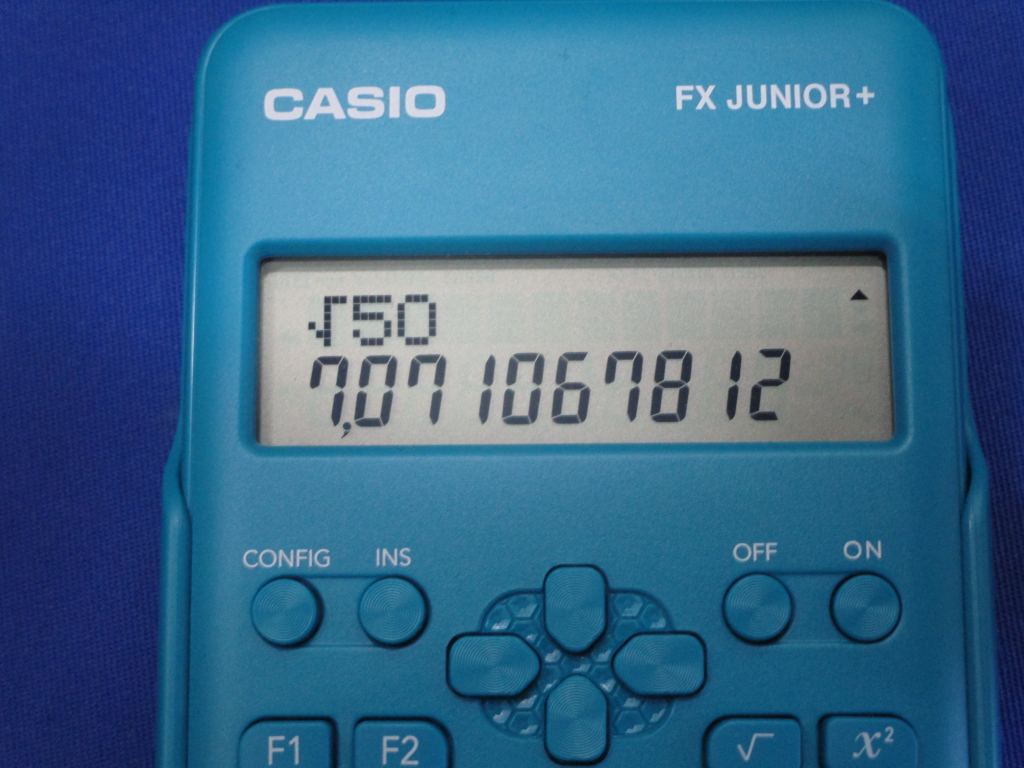 CASIO FX JUNIOR+
√50
7,071067812
CONFIG INS OFF ON
F1 F2 √ x²